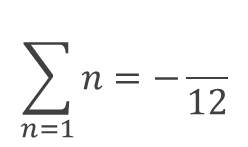 ∑ n = −
12
n=1